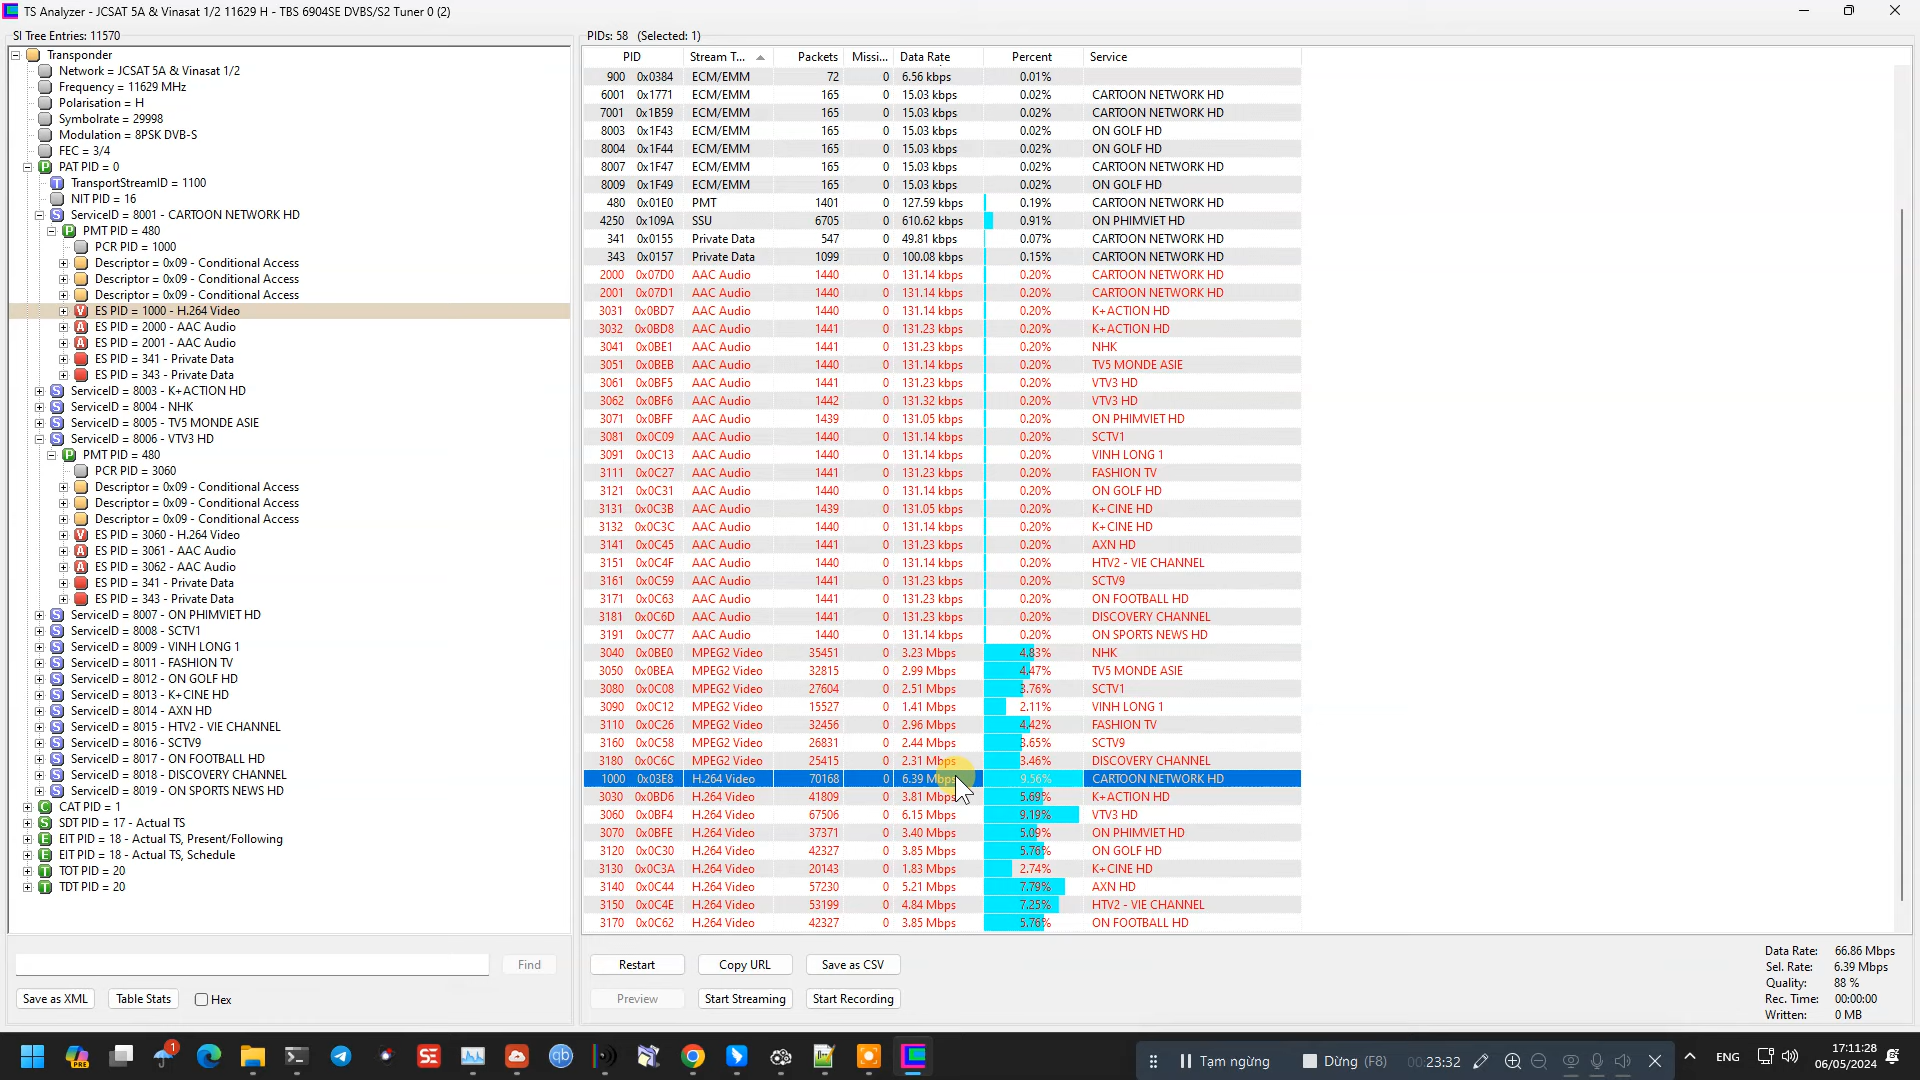 TS Analyzer - JCSAT 5A & Vinasat 1/2 11629 H - TBS 6904SE DVBS/S2 Tuner 0 (2)
SI Tree Entries: 11570
Transponder
Network = JCSAT 5A & Vinasat 1/2
Frequency = 11629 MHz
Polarisation = H
Symbolrate = 29998
Modulation = 8PSK DVB-S
FEC = 3/4
PAT PID = 0
TransportStreamID = 1100
NIT PID = 16
ServiceID = 8001 - CARTOON NETWORK HD
PMT PID = 480
PCR PID = 1000
Descriptor = 0x09 - Conditional Access
Descriptor = 0x09 - Conditional Access
Descriptor = 0x09 - Conditional Access
ES PID = 1000 - H.264 Video
ES PID = 2000 - AAC Audio
ES PID = 2001 - AAC Audio
ES PID = 341 - Private Data
ES PID = 343 - Private Data
ServiceID = 8003 - K+ACTION HD
ServiceID = 8004 - NHK
ServiceID = 8005 - TV5 MONDE ASIE
ServiceID = 8006 - VTV3 HD
PMT PID = 480
PCR PID = 3060
Descriptor = 0x09 - Conditional Access
Descriptor = 0x09 - Conditional Access
Descriptor = 0x09 - Conditional Access
ES PID = 3060 - H.264 Video
ES PID = 3061 - AAC Audio
ES PID = 3062 - AAC Audio
ES PID = 341 - Private Data
ES PID = 343 - Private Data
ServiceID = 8007 - ON PHIMVIET HD
ServiceID = 8008 - SCTV1
ServiceID = 8009 - VINH LONG 1
ServiceID = 8011 - FASHION TV
ServiceID = 8012 - ON GOLF HD
ServiceID = 8013 - K+CINE HD
ServiceID = 8014 - AXN HD
ServiceID = 8015 - HTV2 - VIE CHANNEL
ServiceID = 8016 - SCTV9
ServiceID = 8017 - ON FOOTBALL HD
ServiceID = 8018 - DISCOVERY CHANNEL
ServiceID = 8019 - ON SPORTS NEWS HD
CAT PID = 1
SDT PID = 17 - Actual TS
EIT PID = 18 - Actual TS, Present/Following
EIT PID = 18 - Actual TS, Schedule
TOT PID = 20
TDT PID = 20
Find
Save as XML Table Stats Hex
PIDs: 58 (Selected: 1)
PID Stream T... Packets Missi... Data Rate Percent Service
900 0x0384 ECM/EMM 72 0 6.56 kbps 0.01%
6001 0x1771 ECM/EMM 165 0 15.03 kbps 0.02% CARTOON NETWORK HD
7001 0x1B59 ECM/EMM 165 0 15.03 kbps 0.02% CARTOON NETWORK HD
8003 0x1F43 ECM/EMM 165 0 15.03 kbps 0.02% ON GOLF HD
8004 0x1F44 ECM/EMM 165 0 15.03 kbps 0.02% ON GOLF HD
8007 0x1F47 ECM/EMM 165 0 15.03 kbps 0.02% CARTOON NETWORK HD
8009 0x1F49 ECM/EMM 165 0 15.03 kbps 0.02% ON GOLF HD
480 0x01E0 PMT 1401 0 127.59 kbps 0.19% CARTOON NETWORK HD
4250 0x109A SSU 6705 0 610.62 kbps 0.91% ON PHIMVIET HD
341 0x0155 Private Data 547 0 49.81 kbps 0.07% CARTOON NETWORK HD
343 0x0157 Private Data 1099 0 100.08 kbps 0.15% CARTOON NETWORK HD
2000 0x07D0 AAC Audio 1440 0 131.14 kbps 0.20% CARTOON NETWORK HD
2001 0x07D1 AAC Audio 1440 0 131.14 kbps 0.20% CARTOON NETWORK HD
3031 0x0BD7 AAC Audio 1440 0 131.14 kbps 0.20% K+ACTION HD
3032 0x0BD8 AAC Audio 1441 0 131.23 kbps 0.20% K+ACTION HD
3041 0x0BE1 AAC Audio 1441 0 131.23 kbps 0.20% NHK
3051 0x0BEB AAC Audio 1440 0 131.14 kbps 0.20% TV5 MONDE ASIE
3061 0x0BF5 AAC Audio 1441 0 131.23 kbps 0.20% VTV3 HD
3062 0x0BF6 AAC Audio 1442 0 131.32 kbps 0.20% VTV3 HD
3071 0x0BFF AAC Audio 1439 0 131.05 kbps 0.20% ON PHIMVIET HD
3081 0x0C09 AAC Audio 1440 0 131.14 kbps 0.20% SCTV1
3091 0x0C13 AAC Audio 1440 0 131.14 kbps 0.20% VINH LONG 1
3111 0x0C27 AAC Audio 1441 0 131.23 kbps 0.20% FASHION TV
3121 0x0C31 AAC Audio 1440 0 131.14 kbps 0.20% ON GOLF HD
3131 0x0C3B AAC Audio 1439 0 131.05 kbps 0.20% K+CINE HD
3132 0x0C3C AAC Audio 1440 0 131.14 kbps 0.20% K+CINE HD
3141 0x0C45 AAC Audio 1441 0 131.23 kbps 0.20% AXN HD
3151 0x0C4F AAC Audio 1440 0 131.14 kbps 0.20% HTV2 - VIE CHANNEL
3161 0x0C59 AAC Audio 1441 0 131.23 kbps 0.20% SCTV9
3171 0x0C63 AAC Audio 1441 0 131.23 kbps 0.20% ON FOOTBALL HD
3181 0x0C6D AAC Audio 1441 0 131.23 kbps 0.20% DISCOVERY CHANNEL
3191 0x0C77 AAC Audio 1440 0 131.14 kbps 0.20% ON SPORTS NEWS HD
3040 0x0BE0 MPEG2 Video 35451 0 3.23 Mbps 4.83% NHK
3050 0x0BEA MPEG2 Video 32815 0 2.99 Mbps 4.47% TV5 MONDE ASIE
3080 0x0C08 MPEG2 Video 27604 0 2.51 Mbps 3.76% SCTV1
3090 0x0C12 MPEG2 Video 15527 0 1.41 Mbps 2.11% VINH LONG 1
3110 0x0C26 MPEG2 Video 32456 0 2.96 Mbps 4.42% FASHION TV
3160 0x0C58 MPEG2 Video 26831 0 2.44 Mbps 3.65% SCTV9
3180 0x0C6C MPEG2 Video 25415 0 2.31 Mbps 3.46% DISCOVERY CHANNEL
1000 0x03E8 H.264 Video 70168 0 6.39 Mbps 9.56% CARTOON NETWORK HD
3030 0x0BD6 H.264 Video 41809 0 3.81 Mbps 5.69% K+ACTION HD
3060 0x0BF4 H.264 Video 67506 0 6.15 Mbps 9.19% VTV3 HD
3070 0x0BFE H.264 Video 37371 0 3.40 Mbps 5.09% ON PHIMVIET HD
3120 0x0C30 H.264 Video 42327 0 3.85 Mbps 5.76% ON GOLF HD
3130 0x0C3A H.264 Video 20143 0 1.83 Mbps 2.74% K+CINE HD
3140 0x0C44 H.264 Video 57230 0 5.21 Mbps 7.79% AXN HD
3150 0x0C4E H.264 Video 53199 0 4.84 Mbps 7.25% HTV2 - VIE CHANNEL
3170 0x0C62 H.264 Video 42327 0 3.85 Mbps 5.76% ON FOOTBALL HD
Restart Copy URL Save as CSV
Preview Start Streaming Start Recording
Data Rate: 66.86 Mbps
Sel. Rate: 6.39 Mbps
Quality: 88 %
Rec. Time: 00:00:00
Written: 0 MB
PRE
1
SE
qb
Tạm ngừng Dừng (F8) 00:23:32
ENG
17:11:28
06/05/2024